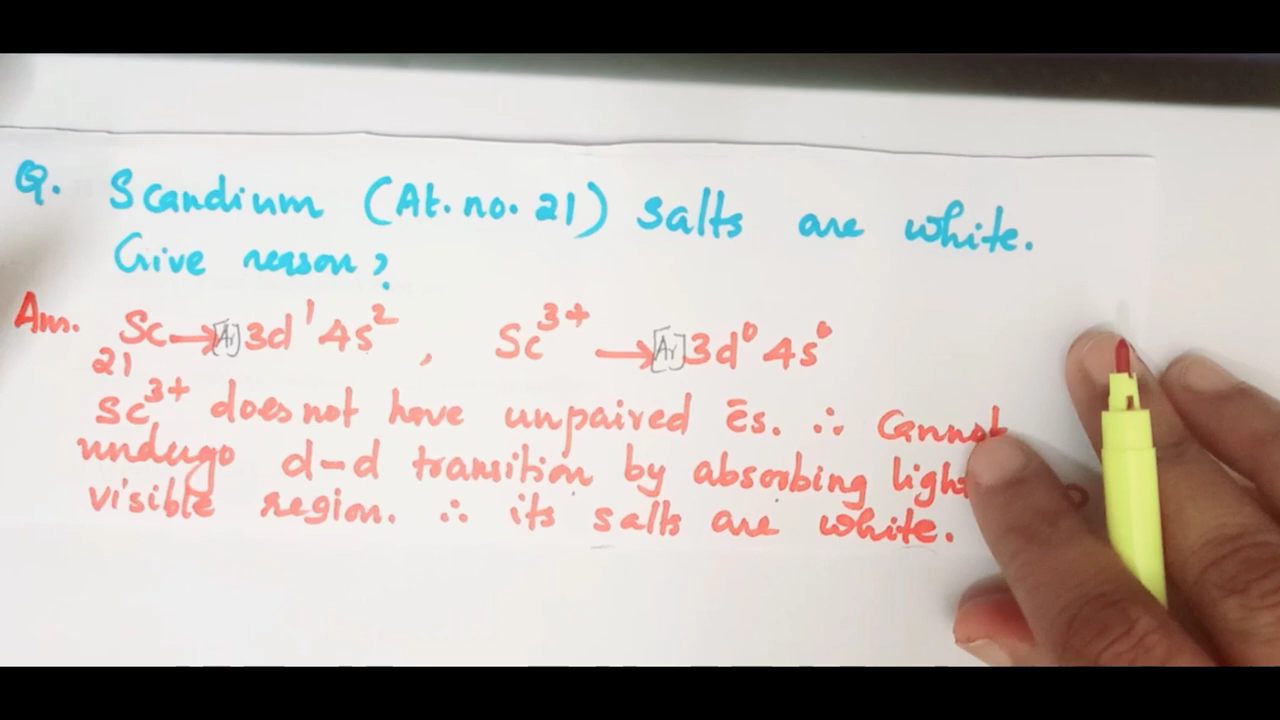 Q. Scandium (At. no. 21) salts are white.
Give reason?
Ans. ₂₁Sc → [Ar] 3d¹ 4s² , Sc³⁺ → [Ar] 3d⁰ 4s⁰
Sc³⁺ does not have unpaired ēs. ∴ Cannot
undergo d-d transition by absorbing light
visible region. ∴ its salts are white.